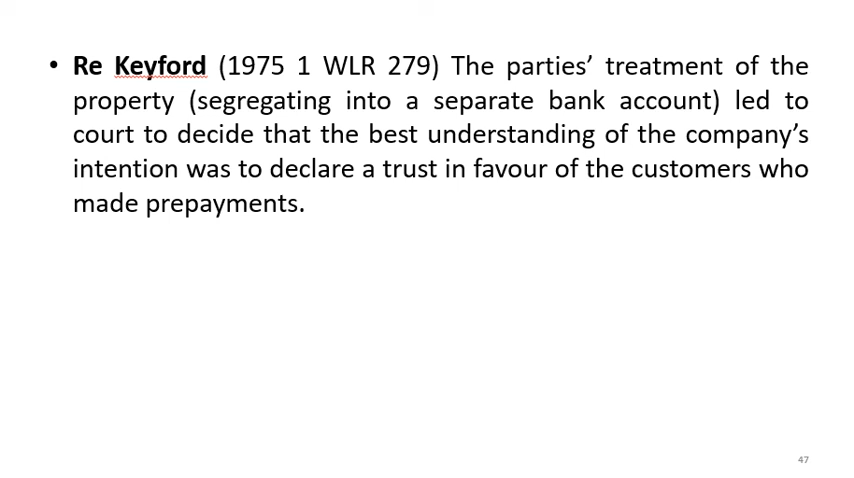 • Re Keyford (1975 1 WLR 279) The parties’ treatment of the
property (segregating into a separate bank account) led to
court to decide that the best understanding of the company’s
intention was to declare a trust in favour of the customers who
made prepayments.
47